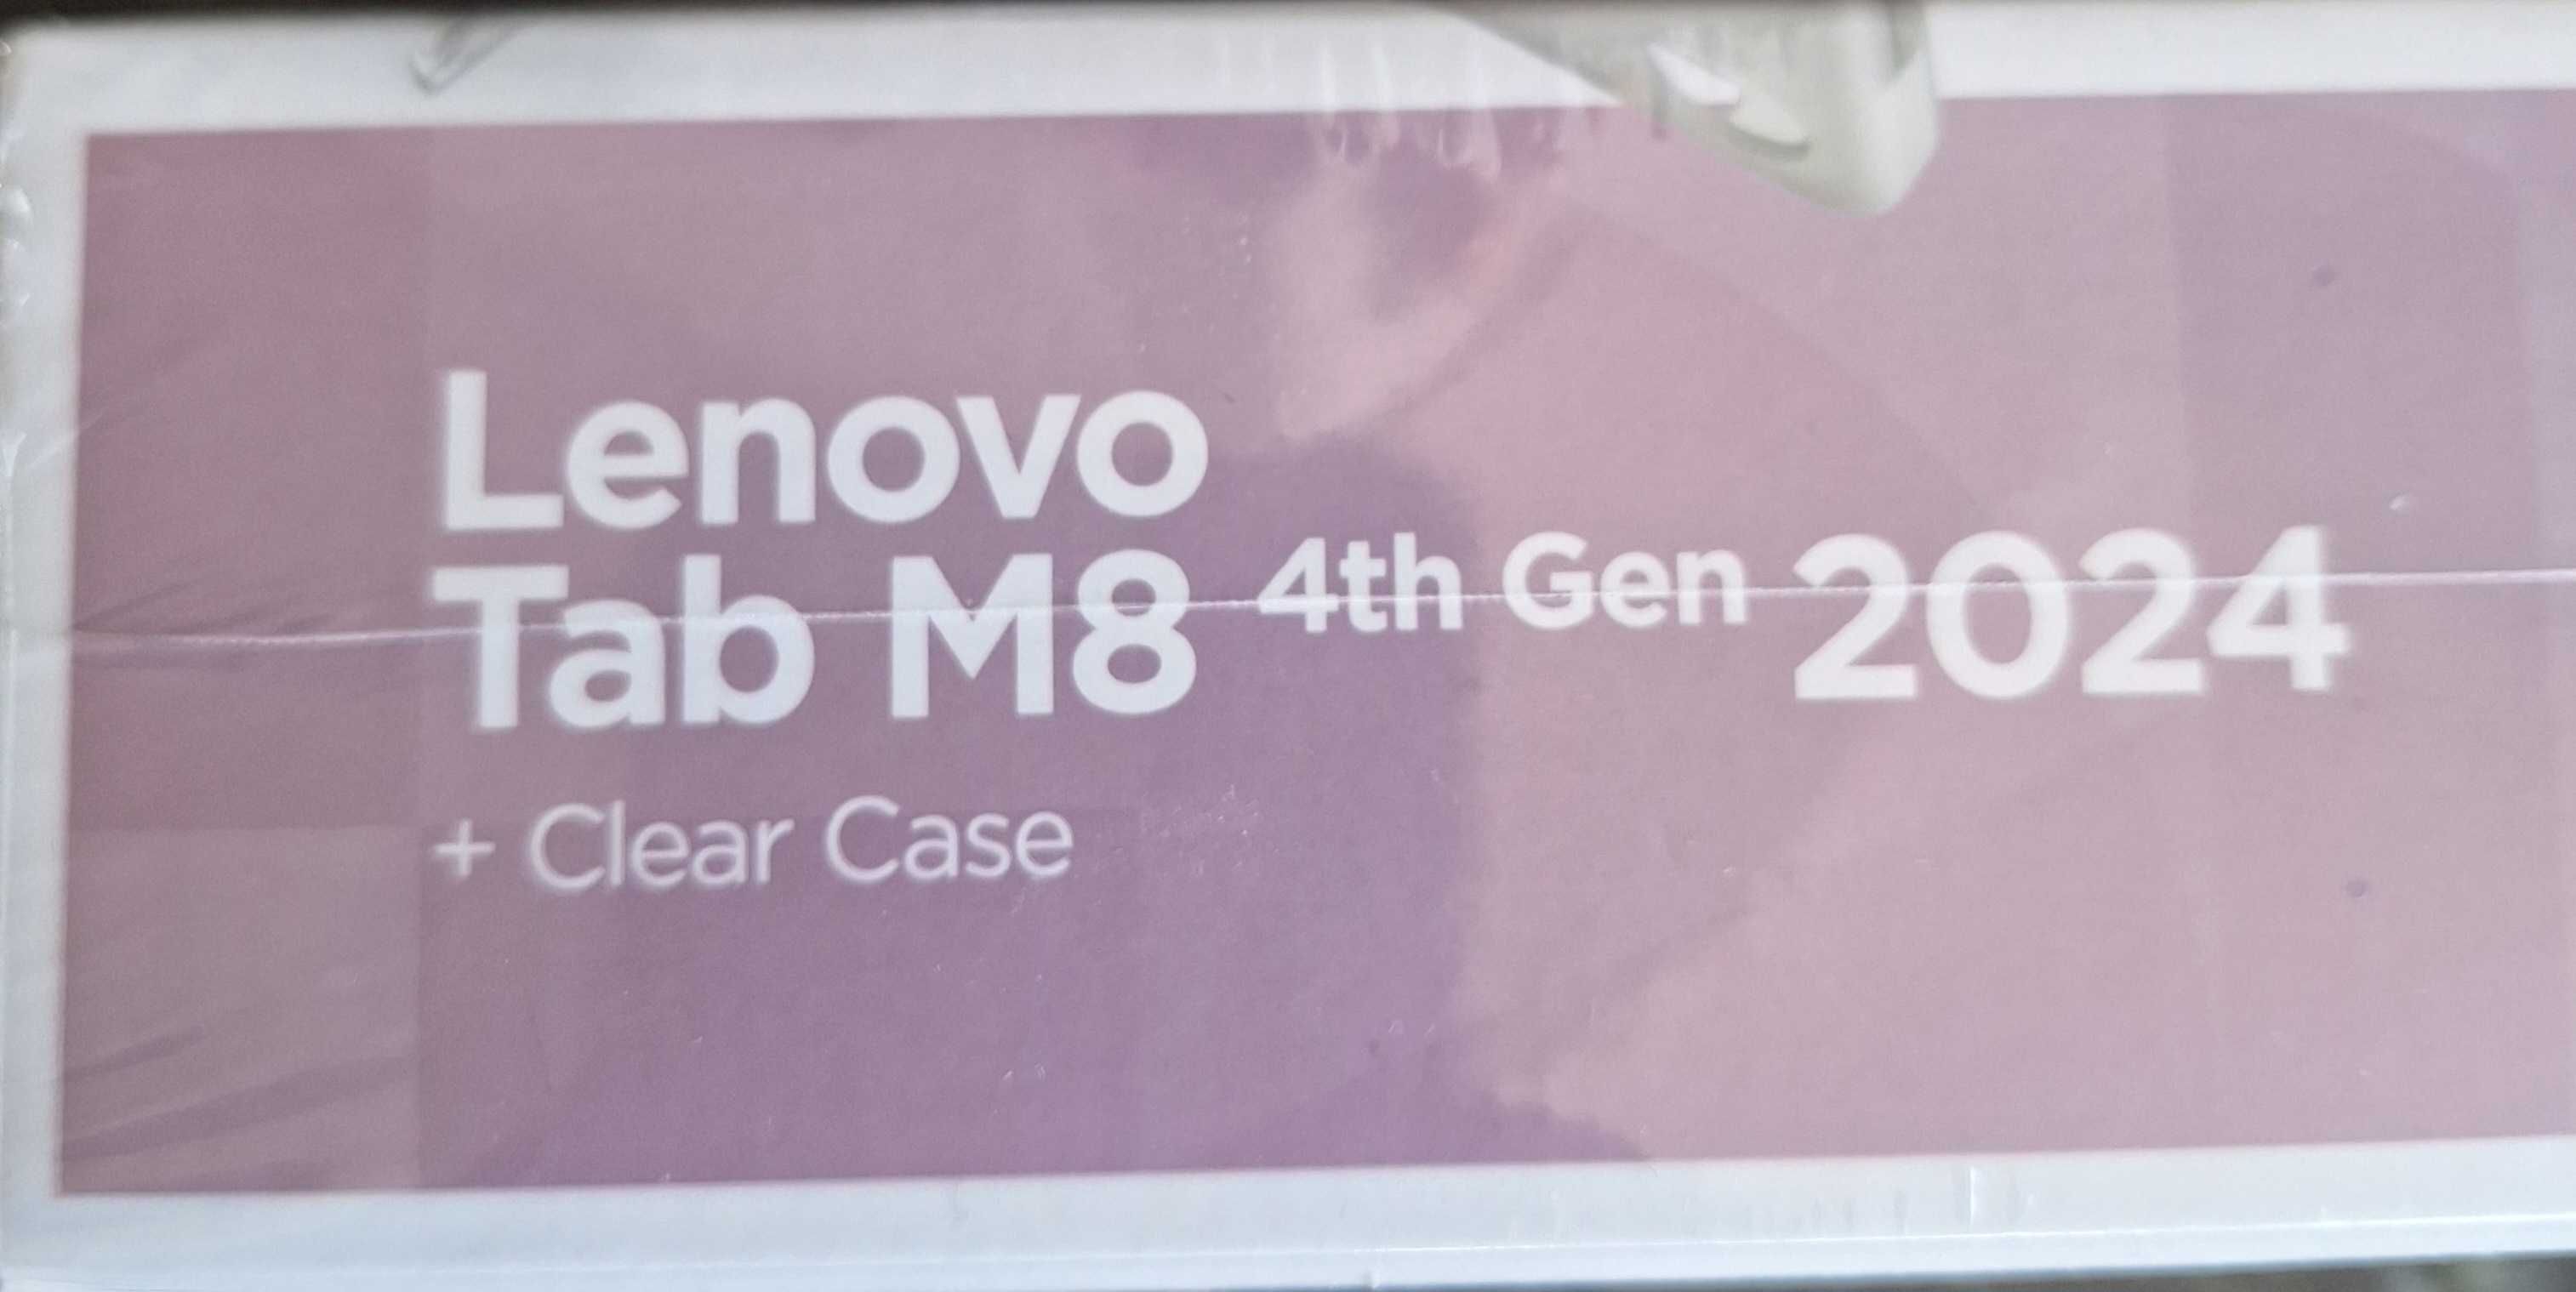 Lenovo
Tab M8 4th Gen 2024
+ Clear Case